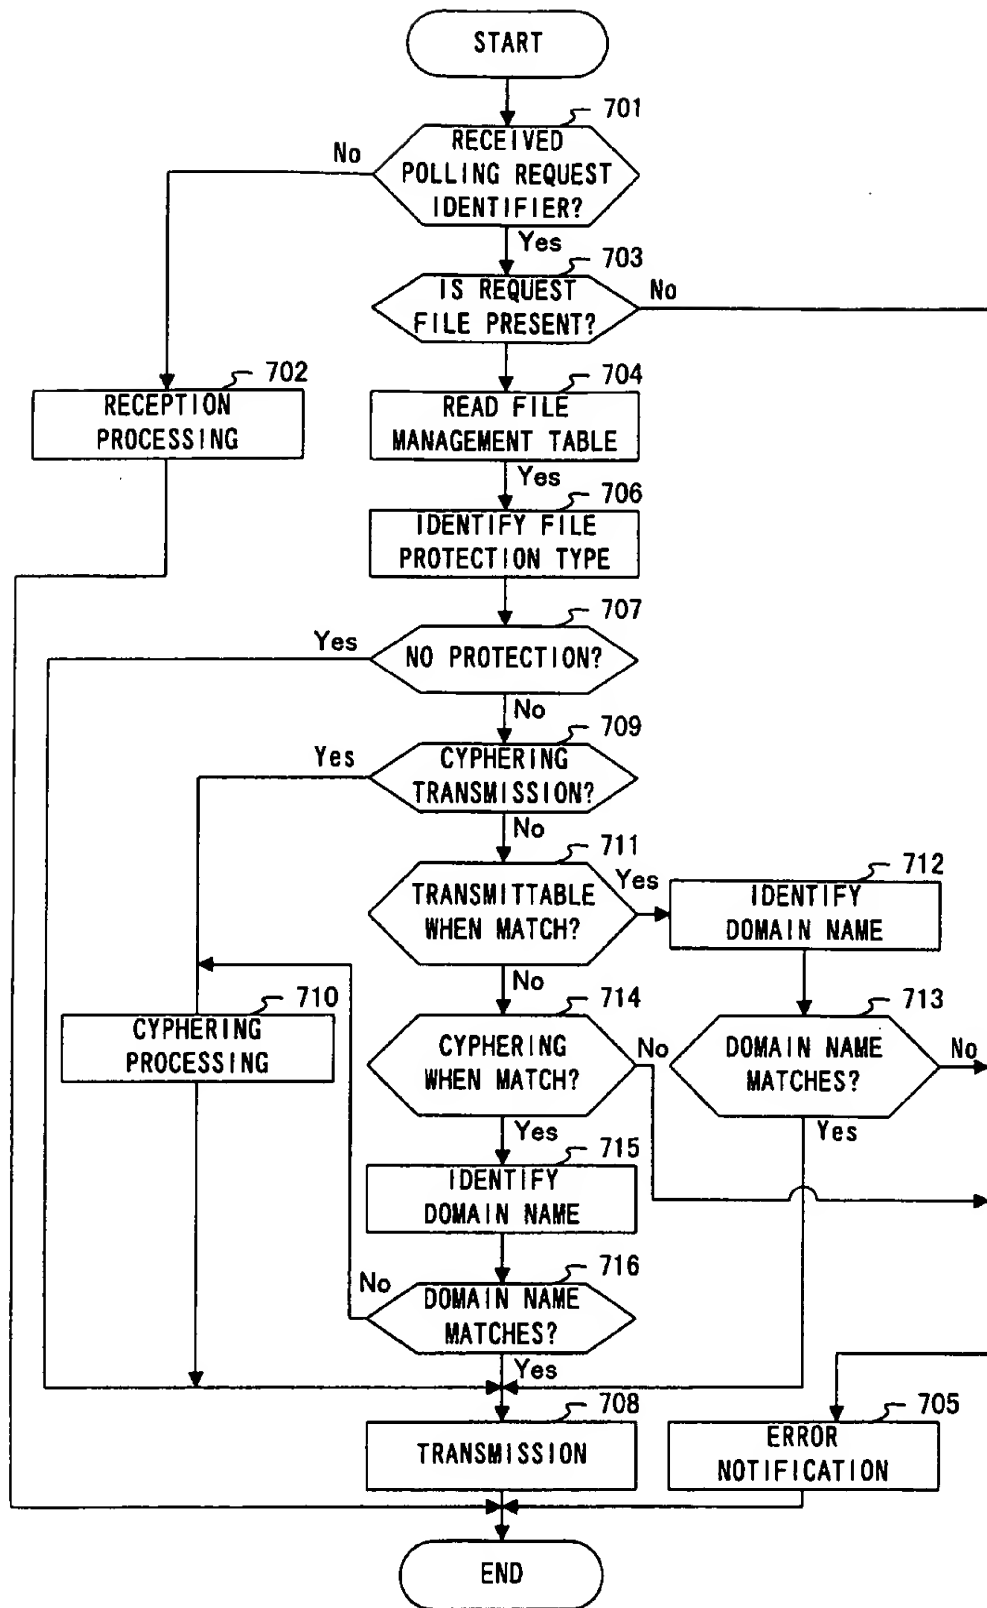 START
701
RECEIVED
POLLING REQUEST
IDENTIFIER?
No
Yes
703
IS REQUEST
FILE PRESENT?
No
702
RECEPTION
PROCESSING
704
READ FILE
MANAGEMENT TABLE
Yes
706
IDENTIFY FILE
PROTECTION TYPE
707
Yes
NO PROTECTION?
No
709
Yes
CYPHERING
TRANSMISSION?
No
711
TRANSMITTABLE
WHEN MATCH?
Yes
712
IDENTIFY
DOMAIN NAME
No
710
CYPHERING
PROCESSING
714
CYPHERING
WHEN MATCH?
No
713
DOMAIN NAME
MATCHES?
No
Yes
Yes
715
IDENTIFY
DOMAIN NAME
716
No
DOMAIN NAME
MATCHES?
Yes
708
TRANSMISSION
705
ERROR
NOTIFICATION
END